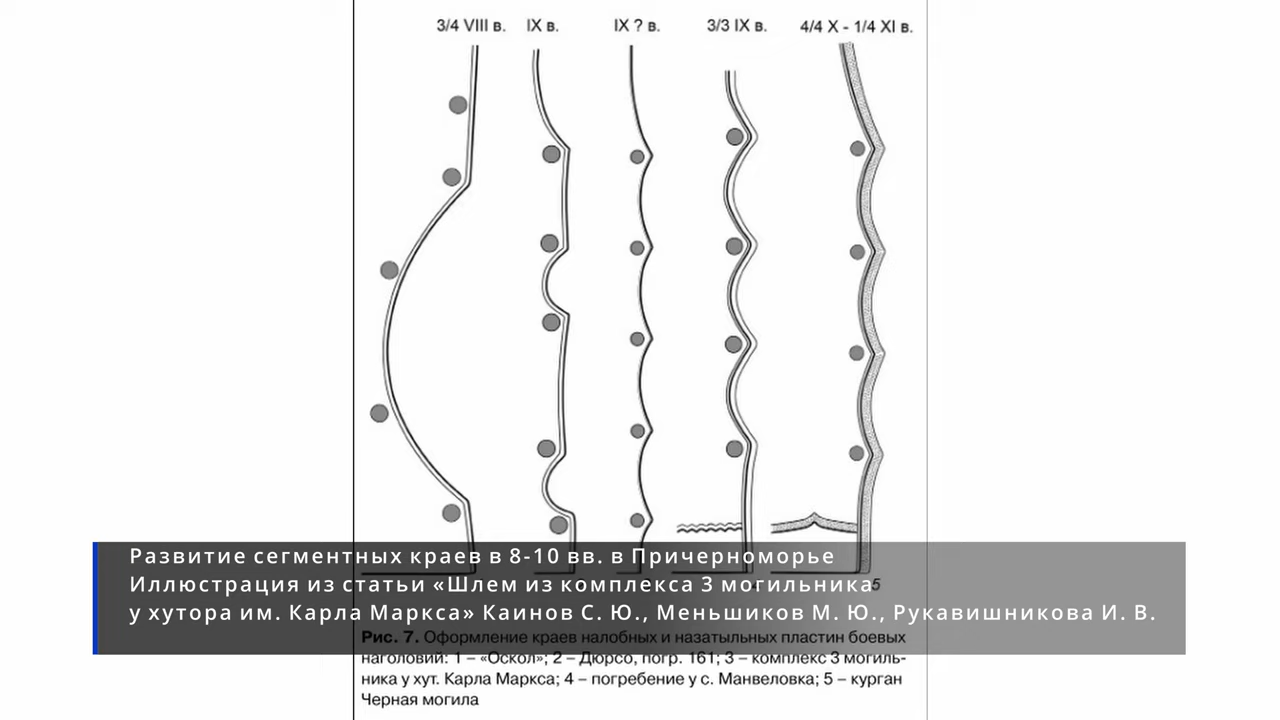 3/4 VIII в. IX в. IX ? в. 3/3 IX в. 4/4 X - 1/4 XI в.
Развитие сегментных краев в 8-10 вв. в Причерноморье
Иллюстрация из статьи «Шлем из комплекса 3 могильника
5
у хутора им. Карла Маркса» Каинов С. Ю., Меньшиков М. Ю., Рукавишникова И. В.
Рис. 7. Оформление краев налобных и назатыльных пластин боевых
наголовий: 1 – «Оскол»; 2 – Дюрсо, погр. 161; 3 – комплекс 3 могиль-
ника у хут. Карла Маркса; 4 – погребение у с. Манвеловка; 5 – курган
Черная могила